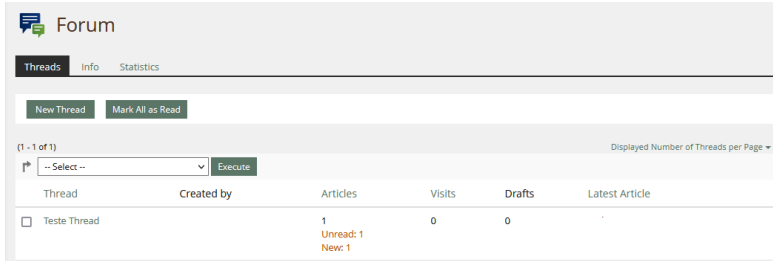 Forum
Threads Info Statistics
New Thread Mark All as Read
(1 - 1 of 1) Displayed Number of Threads per Page
-- Select -- Execute
Thread Created by Articles Visits Drafts Latest Article
Teste Thread 1 0 0
Unread: 1
New: 1